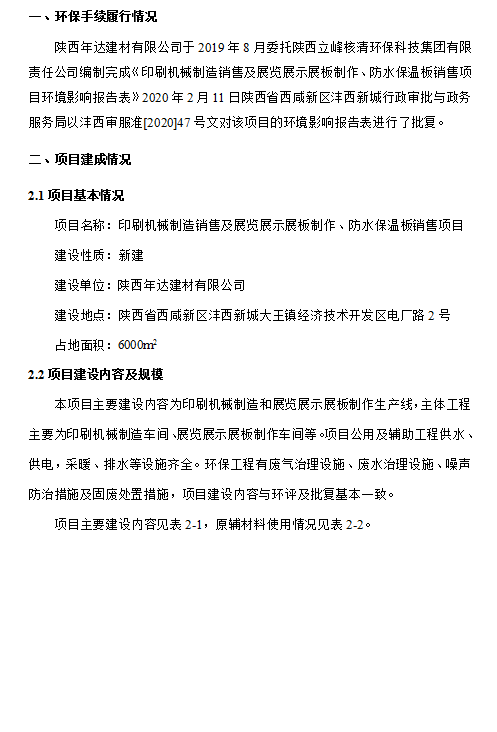 一、环保手续履行情况
陕西年达建材有限公司于 2019 年 8 月委托陕西立峰核清环保科技集团有限
责任公司编制完成《印刷机械制造销售及展览展示展板制作、防水保温板销售项
目环境影响报告表》2020 年 2 月 11 日陕西省西咸新区沣西新城行政审批与政务
服务局以沣西审服准[2020]47 号文对该项目的环境影响报告表进行了批复。
二、项目建成情况
2.1 项目基本情况
项目名称：印刷机械制造销售及展览展示展板制作、防水保温板销售项目
建设性质：新建
建设单位：陕西年达建材有限公司
建设地点：陕西省西咸新区沣西新城大王镇经济技术开发区电厂路 2 号
占地面积：6000m²
2.2 项目建设内容及规模
本项目主要建设内容为印刷机械制造和展览展示展板制作生产线，主体工程
主要为印刷机械制造车间、展览展示展板制作车间等。项目公用及辅助工程供水、
供电，采暖、排水等设施齐全。环保工程有废气治理设施、废水治理设施、噪声
防治措施及固废处置措施，项目建设内容与环评及批复基本一致。
项目主要建设内容见表 2-1，原辅材料使用情况见表 2-2。